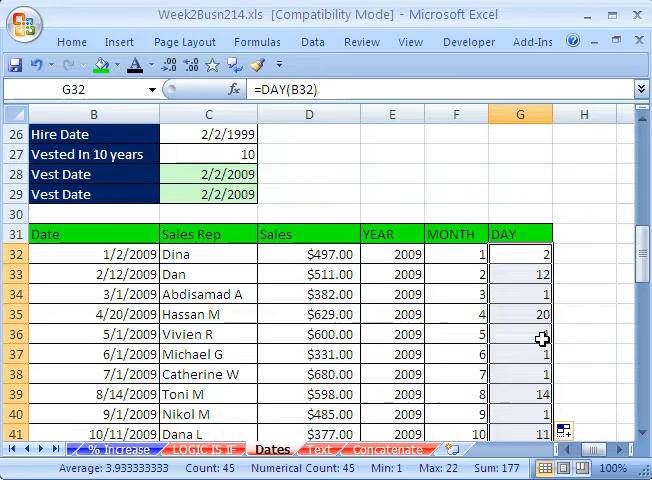 Week2Busn214.xls [Compatibility Mode] - Microsoft Excel
Home Insert Page Layout Formulas Data Review View Developer Add-Ins
G32 fx =DAY(B32)
B C D E F G H
26 Hire Date 2/2/1999
27 Vested In 10 years 10
28 Vest Date 2/2/2009
29 Vest Date 2/2/2009
30
31 Date Sales Rep Sales YEAR MONTH DAY
32 1/2/2009 Dina $497.00 2009 1 2
33 2/12/2009 Dan $511.00 2009 2 12
34 3/1/2009 Abdisamad A $382.00 2009 3 1
35 4/20/2009 Hassan M $629.00 2009 4 20
36 5/1/2009 Vivien R $600.00 2009 5
37 6/1/2009 Michael G $331.00 2009 6 1
38 7/1/2009 Catherine W $680.00 2009 7 1
39 8/14/2009 Toni M $598.00 2009 8 14
40 9/1/2009 Nikol M $485.00 2009 9 1
41 10/11/2009 Dana L $377.00 2009 10 11
% Increase LOGIC IS IF Dates Text Concatenate
Average: 3.933333333 Count: 45 Numerical Count: 45 Min: 1 Max: 22 Sum: 177 100%